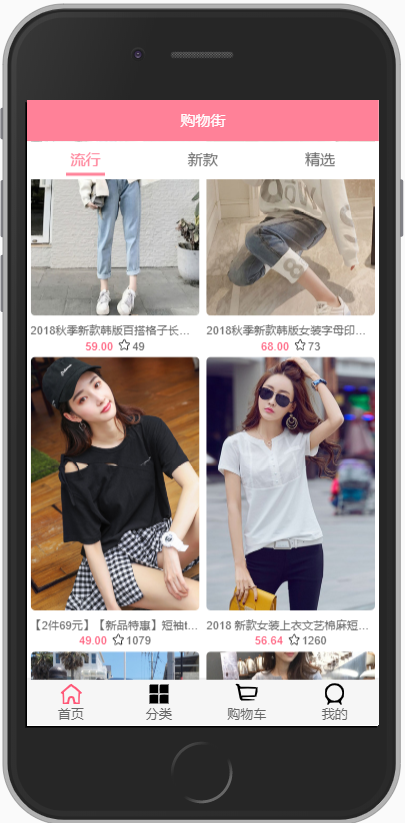 购物街
流行 新款 精选
2018秋季新款韩版百搭格子长... 2018秋季新款韩版女装字母印...
59.00 49 68.00 73
【2件69元】【新品特惠】短袖t... 2018 新款女装上衣文艺棉麻短...
49.00 1079 56.64 1260
首页 分类 购物车 我的